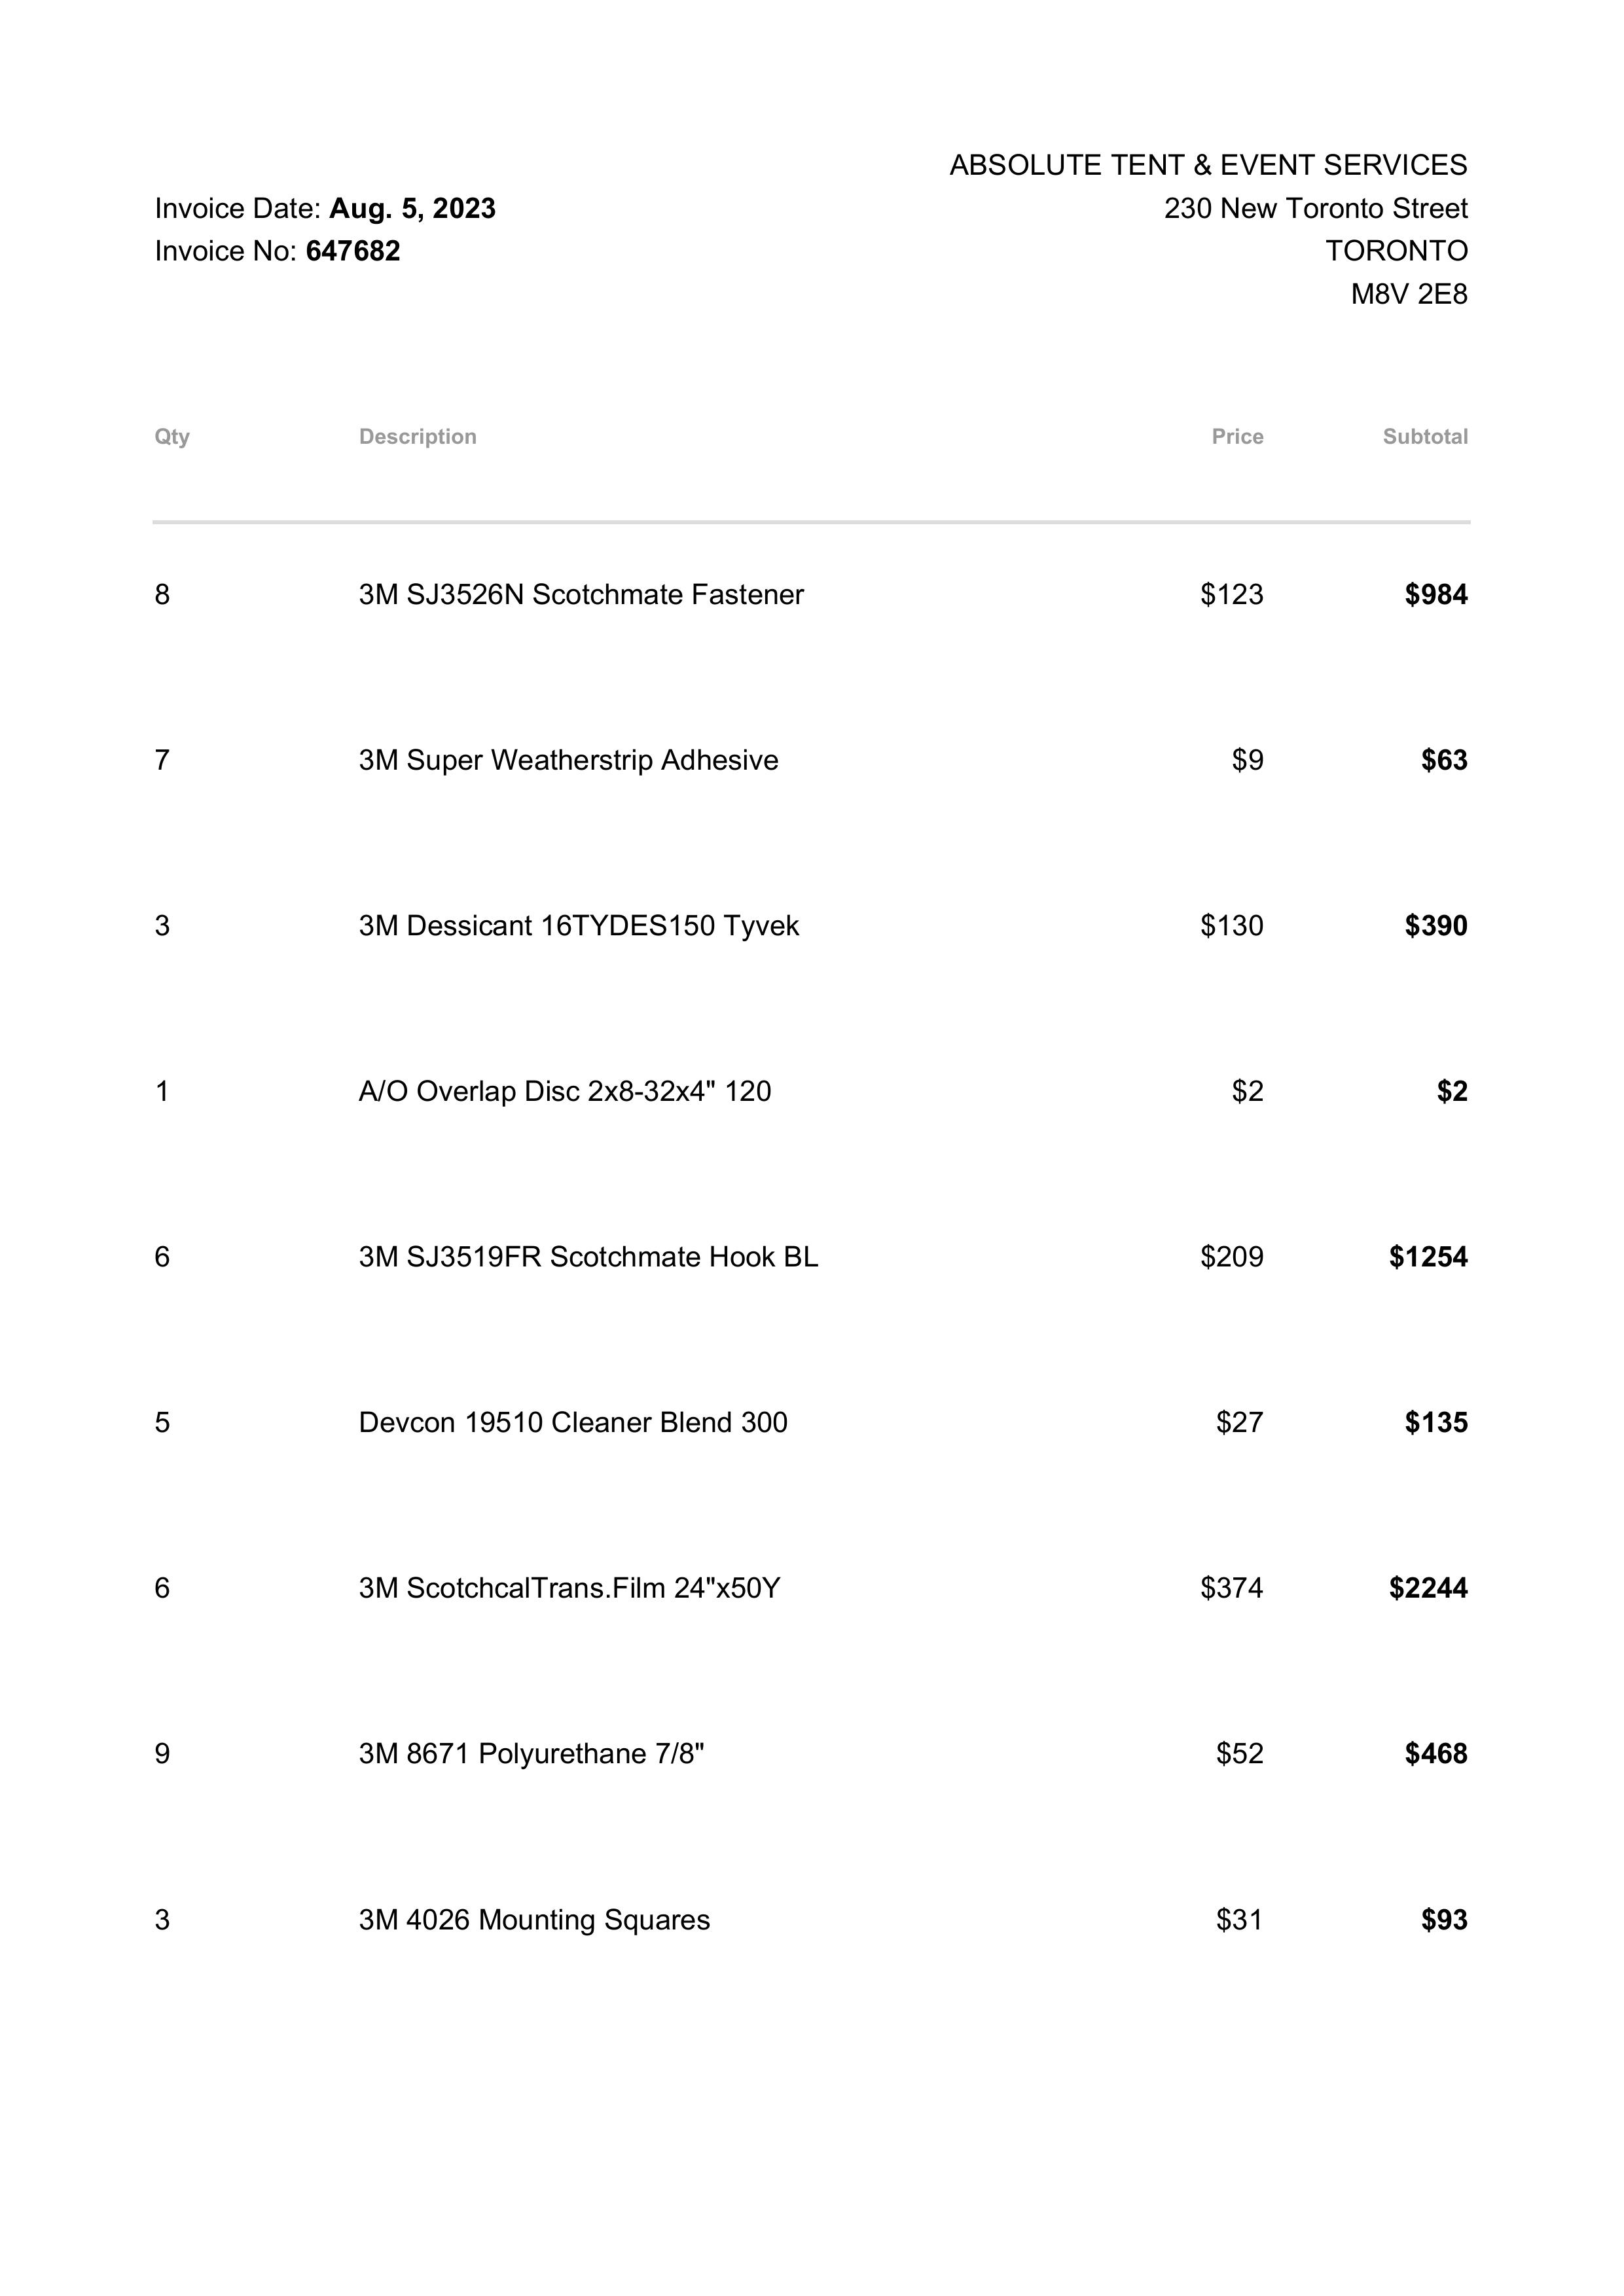 ABSOLUTE TENT & EVENT SERVICES
Invoice Date: Aug. 5, 2023 230 New Toronto Street
Invoice No: 647682 TORONTO
M8V 2E8
Qty Description Price Subtotal
8 3M SJ3526N Scotchmate Fastener $123 $984
7 3M Super Weatherstrip Adhesive $9 $63
3 3M Dessicant 16TYDES150 Tyvek $130 $390
1 A/O Overlap Disc 2x8-32x4" 120 $2 $2
6 3M SJ3519FR Scotchmate Hook BL $209 $1254
5 Devcon 19510 Cleaner Blend 300 $27 $135
6 3M ScotchcalTrans.Film 24"x50Y $374 $2244
9 3M 8671 Polyurethane 7/8" $52 $468
3 3M 4026 Mounting Squares $31 $93